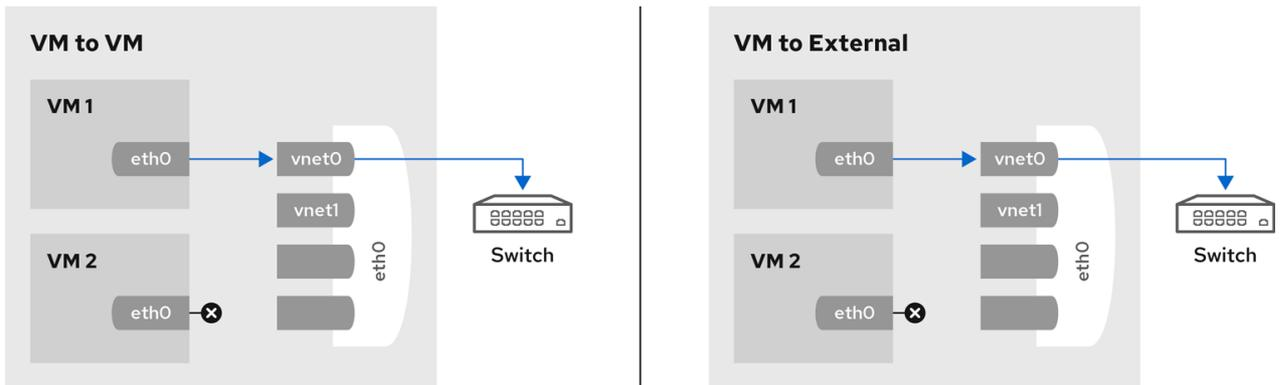 VM to VM
VM 1
eth0
vnet0
vnet1
eth0
Switch
VM 2
eth0
VM to External
VM 1
eth0
vnet0
vnet1
eth0
Switch
VM 2
eth0